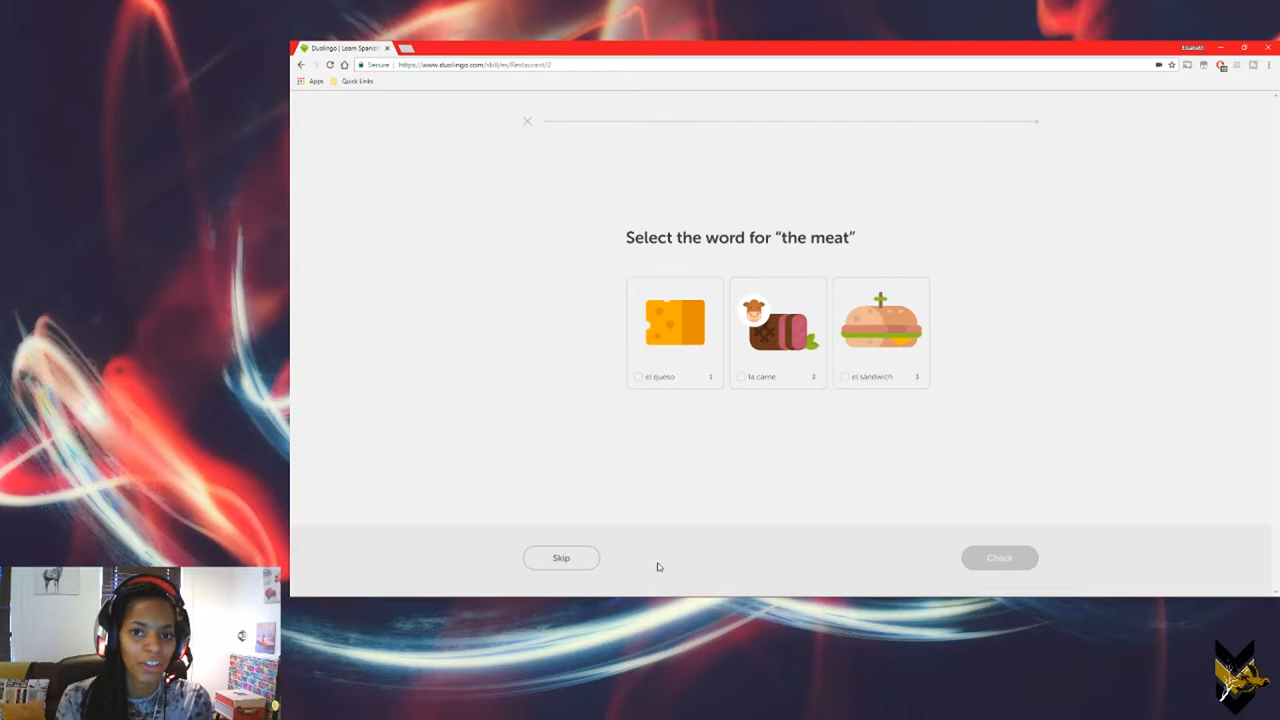 Duolingo | Learn Spanish
Elizabeth
Secure
https://www.duolingo.com/skill/es/Restaurant/2
Apps
Quick Links
Select the word for "the meat"
el queso 1
la carne 2
el sándwich 3
Skip
Check